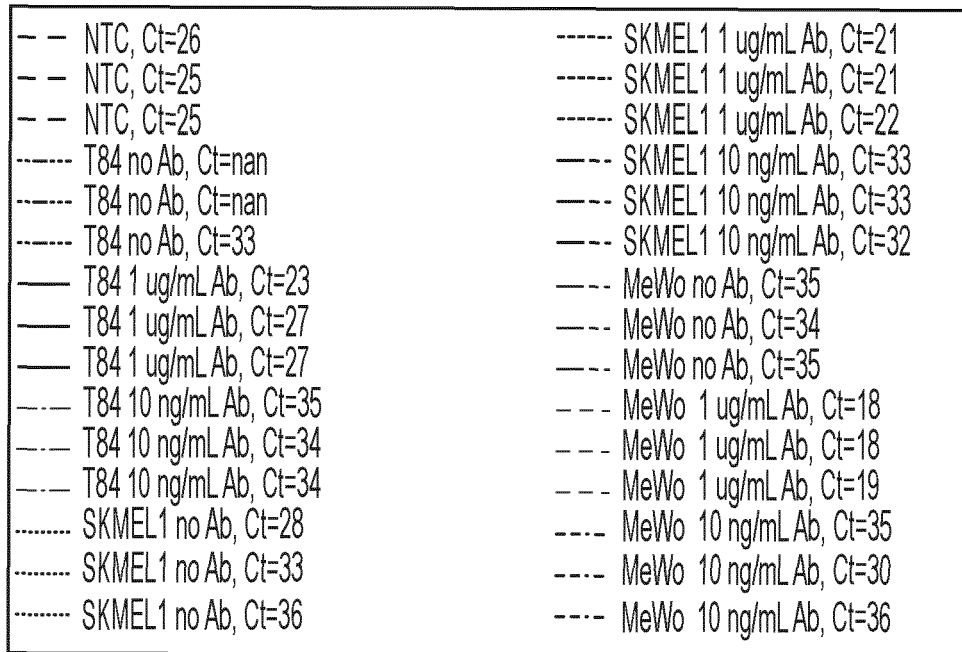 NTC, Ct=26
NTC, Ct=25
NTC, Ct=25
T84 no Ab, Ct=nan
T84 no Ab, Ct=nan
T84 no Ab, Ct=33
T84 1 ug/mL Ab, Ct=23
T84 1 ug/mL Ab, Ct=27
T84 1 ug/mL Ab, Ct=27
T84 10 ng/mL Ab, Ct=35
T84 10 ng/mL Ab, Ct=34
T84 10 ng/mL Ab, Ct=34
SKMEL1 no Ab, Ct=28
SKMEL1 no Ab, Ct=33
SKMEL1 no Ab, Ct=36
SKMEL1 1 ug/mL Ab, Ct=21
SKMEL1 1 ug/mL Ab, Ct=21
SKMEL1 1 ug/mL Ab, Ct=22
SKMEL1 10 ng/mL Ab, Ct=33
SKMEL1 10 ng/mL Ab, Ct=33
SKMEL1 10 ng/mL Ab, Ct=32
MeWo no Ab, Ct=35
MeWo no Ab, Ct=34
MeWo no Ab, Ct=35
MeWo 1 ug/mL Ab, Ct=18
MeWo 1 ug/mL Ab, Ct=18
MeWo 1 ug/mL Ab, Ct=19
MeWo 10 ng/mL Ab, Ct=35
MeWo 10 ng/mL Ab, Ct=30
MeWo 10 ng/mL Ab, Ct=36